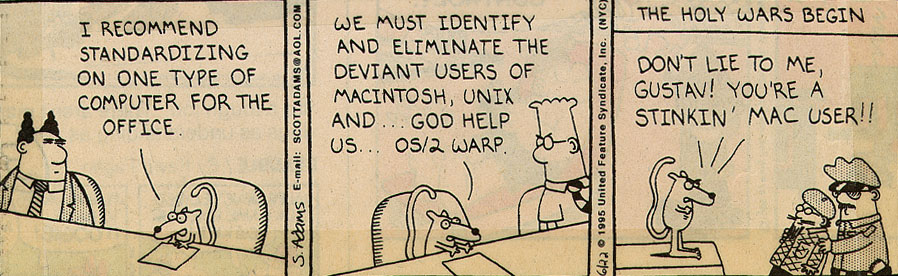 I RECOMMEND
STANDARDIZING
ON ONE TYPE OF
COMPUTER FOR THE
OFFICE.
S. Adams E-mail: SCOTTADAMS@AOL.COM
WE MUST IDENTIFY
AND ELIMINATE THE
DEVIANT USERS OF
MACINTOSH, UNIX
AND... GOD HELP
US... OS/2 WARP.
6/22 © 1995 United Feature Syndicate, Inc. (NYC)
THE HOLY WARS BEGIN
DON'T LIE TO ME,
GUSTAV! YOU'RE A
STINKIN' MAC USER!!